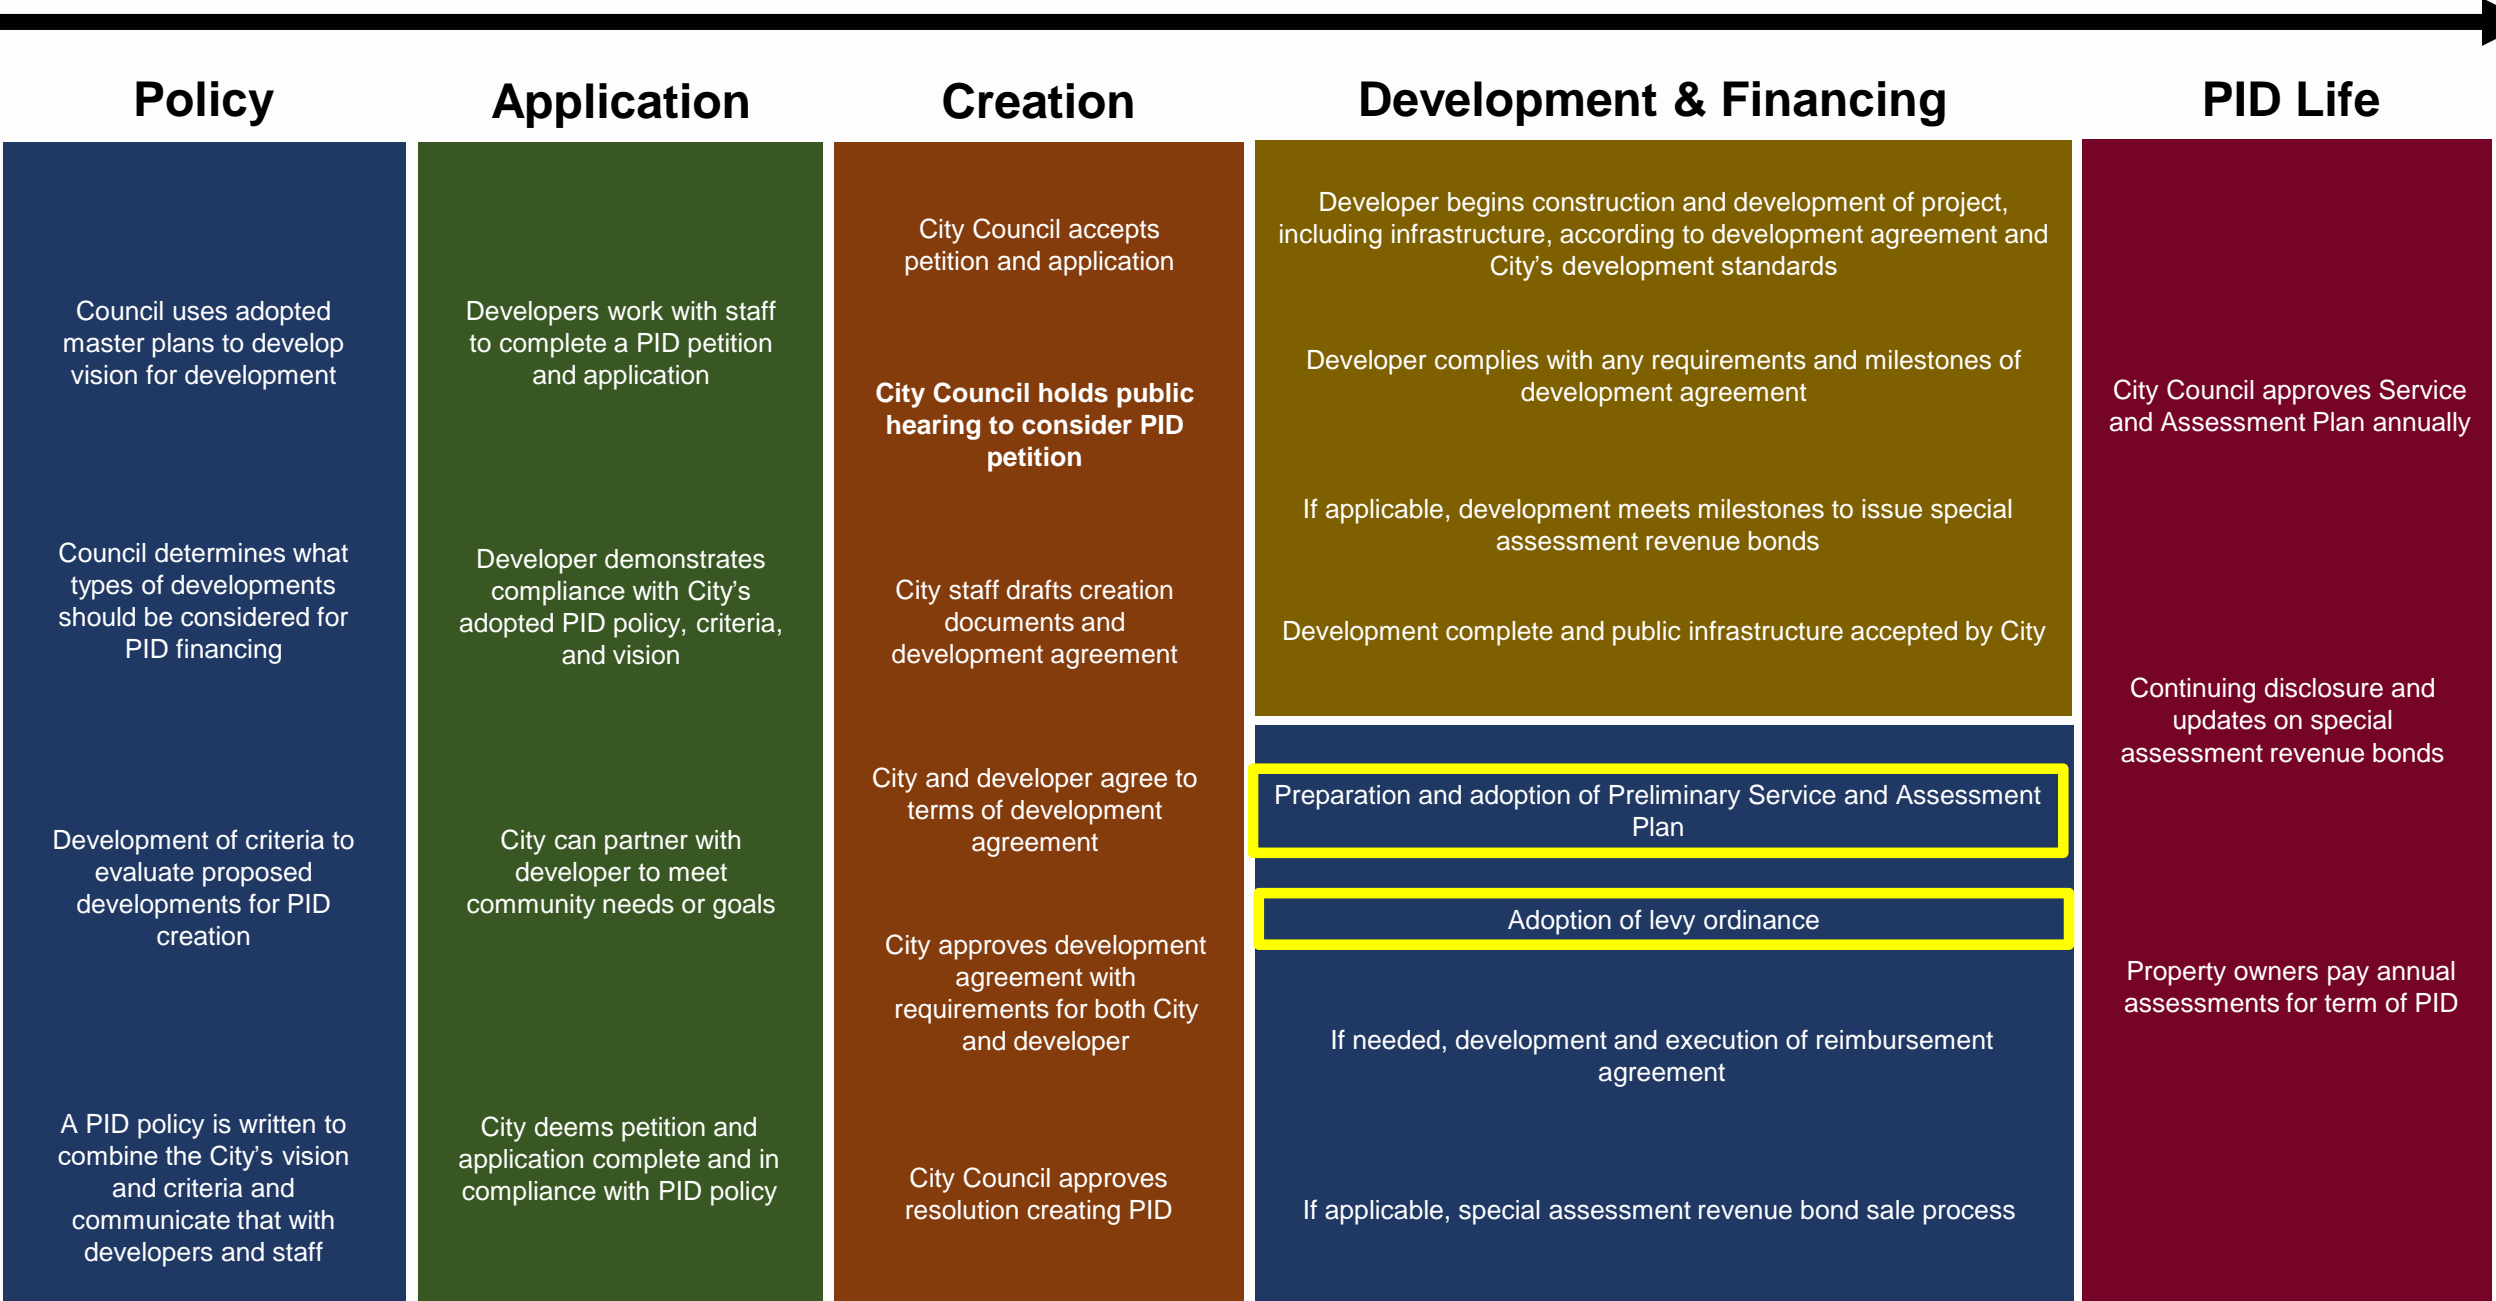 Policy
Council uses adopted
master plans to develop
vision for development
Council determines what
types of developments
should be considered for
PID financing
Development of criteria to
evaluate proposed
developments for PID
creation
A PID policy is written to
combine the City’s vision
and criteria and
communicate that with
developers and staff
Application
Developers work with staff
to complete a PID petition
and application
Developer demonstrates
compliance with City’s
adopted PID policy, criteria,
and vision
City can partner with
developer to meet
community needs or goals
City deems petition and
application complete and in
compliance with PID policy
Creation
City Council accepts
petition and application
City Council holds public
hearing to consider PID
petition
City staff drafts creation
documents and
development agreement
City and developer agree to
terms of development
agreement
City approves development
agreement with
requirements for both City
and developer
City Council approves
resolution creating PID
Development & Financing
Developer begins construction and development of project,
including infrastructure, according to development agreement and
City’s development standards
Developer complies with any requirements and milestones of
development agreement
If applicable, development meets milestones to issue special
assessment revenue bonds
Development complete and public infrastructure accepted by City
Preparation and adoption of Preliminary Service and Assessment
Plan
Adoption of levy ordinance
If needed, development and execution of reimbursement
agreement
If applicable, special assessment revenue bond sale process
PID Life
City Council approves Service
and Assessment Plan annually
Continuing disclosure and
updates on special
assessment revenue bonds
Property owners pay annual
assessments for term of PID